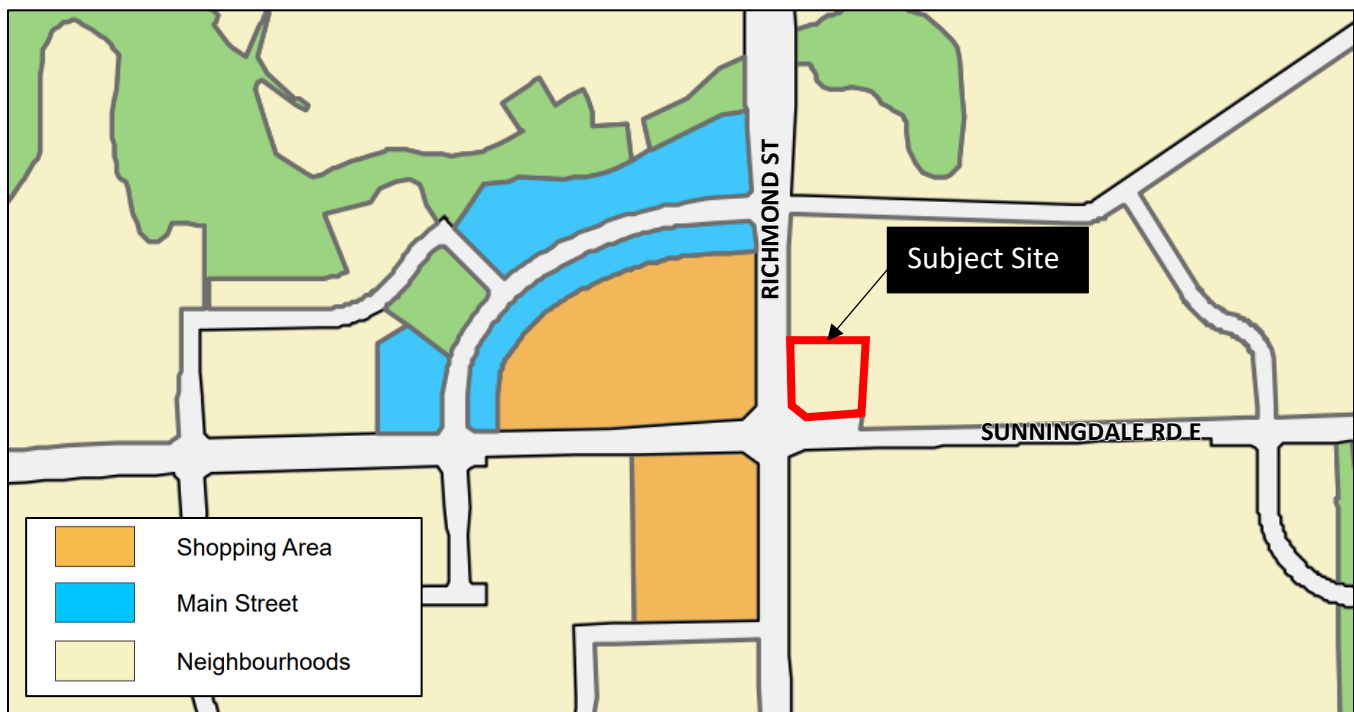 RICHMOND ST
Subject Site
SUNNINGDALE RD E
Shopping Area
Main Street
Neighbourhoods